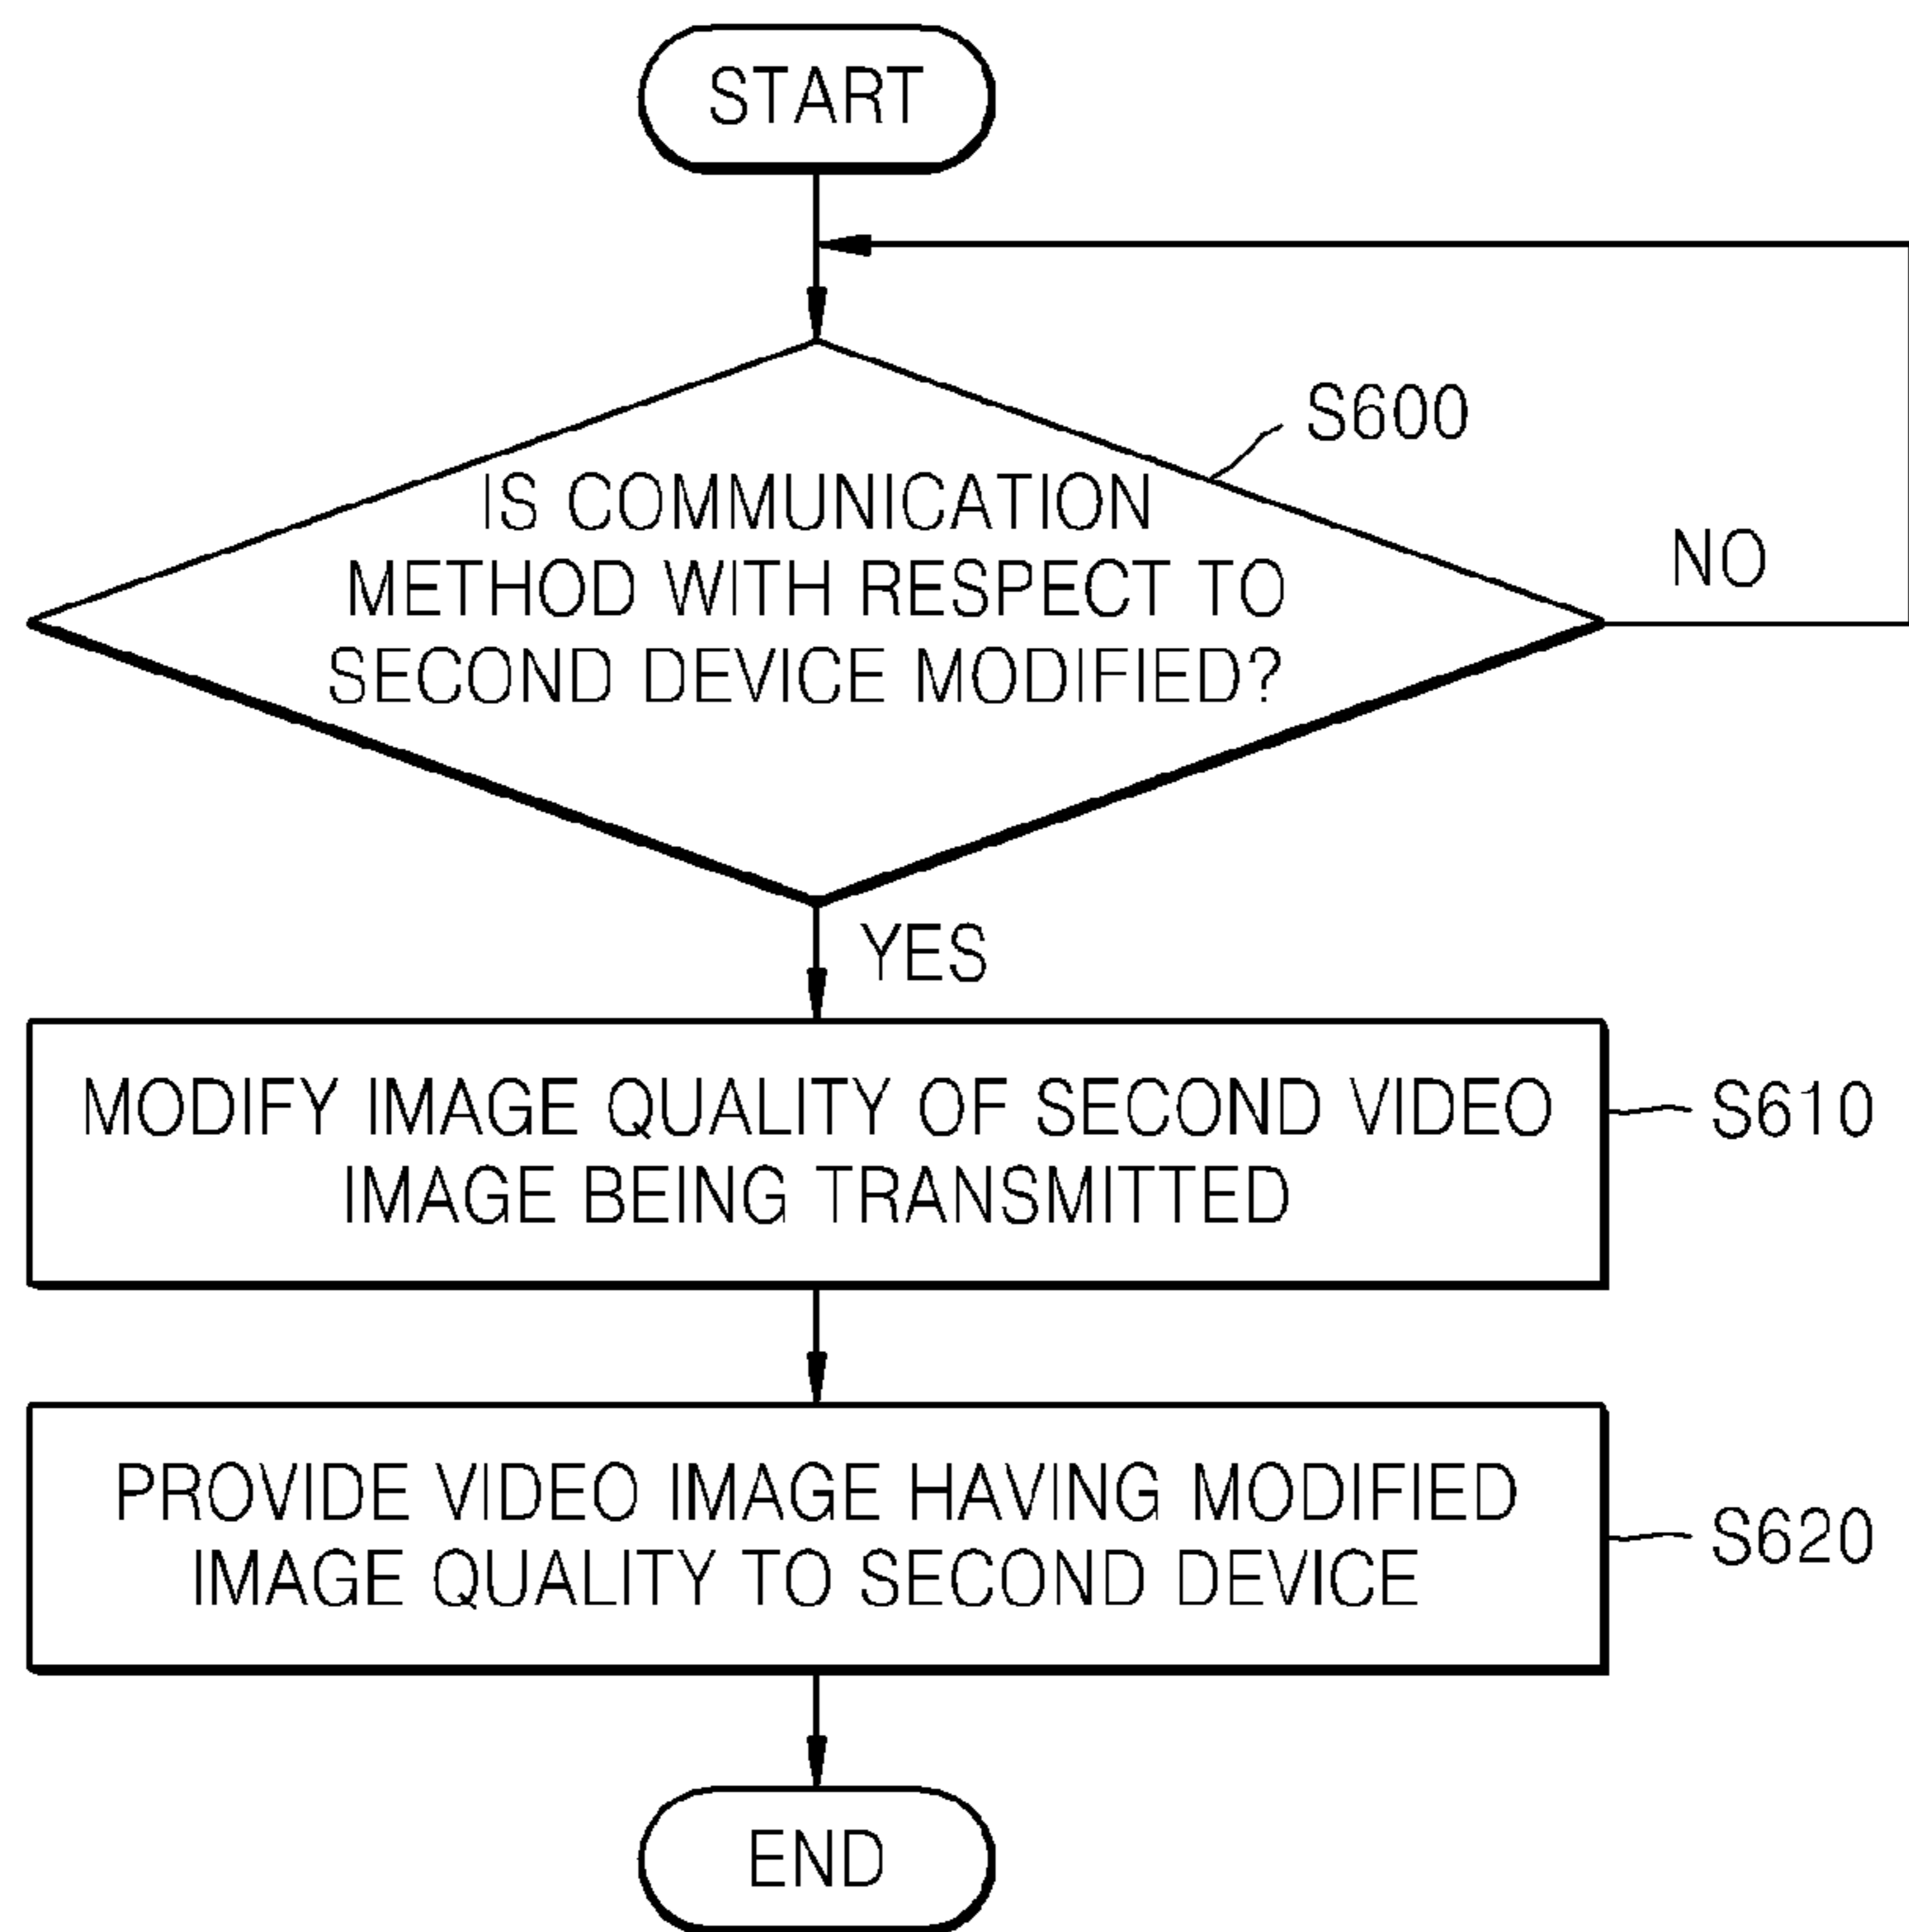 START
S600
IS COMMUNICATION
METHOD WITH RESPECT TO
SECOND DEVICE MODIFIED?
NO
YES
MODIFY IMAGE QUALITY OF SECOND VIDEO
IMAGE BEING TRANSMITTED
S610
PROVIDE VIDEO IMAGE HAVING MODIFIED
IMAGE QUALITY TO SECOND DEVICE
S620
END